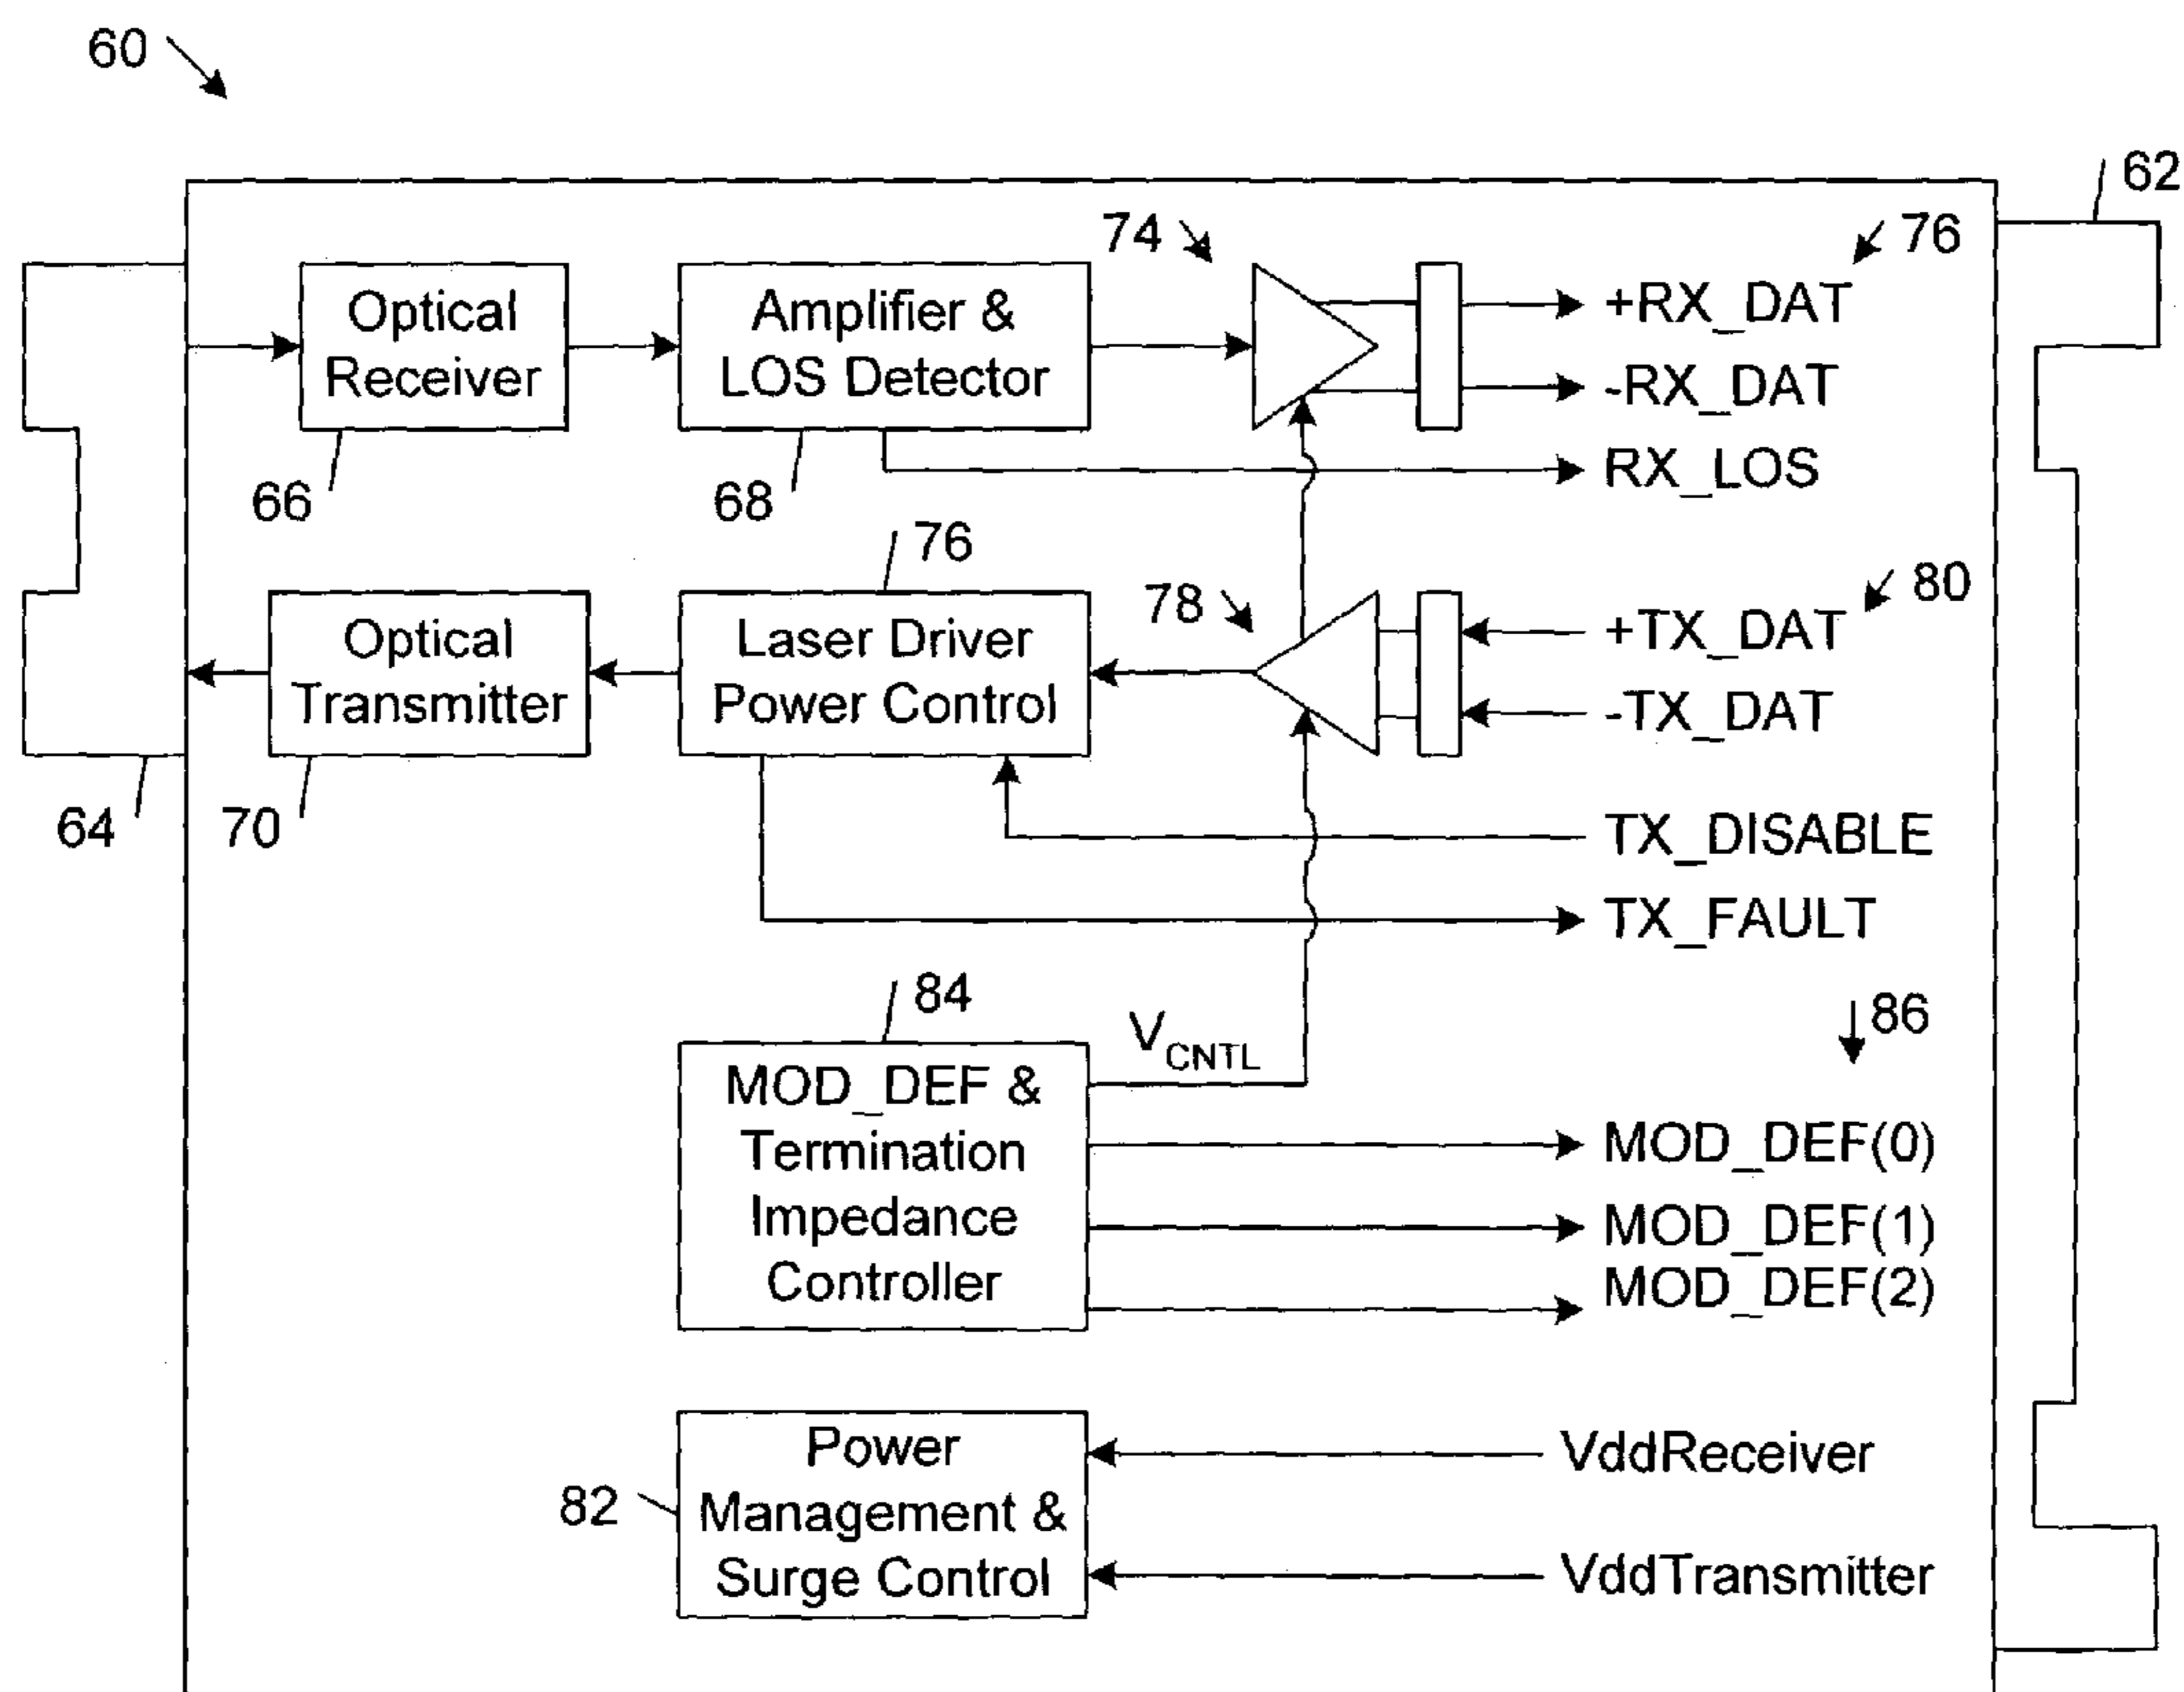 60
62
74
76
Optical
Receiver
Amplifier &
LOS Detector
+RX_DAT
-RX_DAT
RX_LOS
66
68
76
78
80
Optical
Transmitter
Laser Driver
Power Control
+TX_DAT
-TX_DAT
64
70
TX_DISABLE
TX_FAULT
84
86
VCNTL
MOD_DEF &
Termination
Impedance
Controller
MOD_DEF(0)
MOD_DEF(1)
MOD_DEF(2)
82
Power
Management &
Surge Control
VddReceiver
VddTransmitter